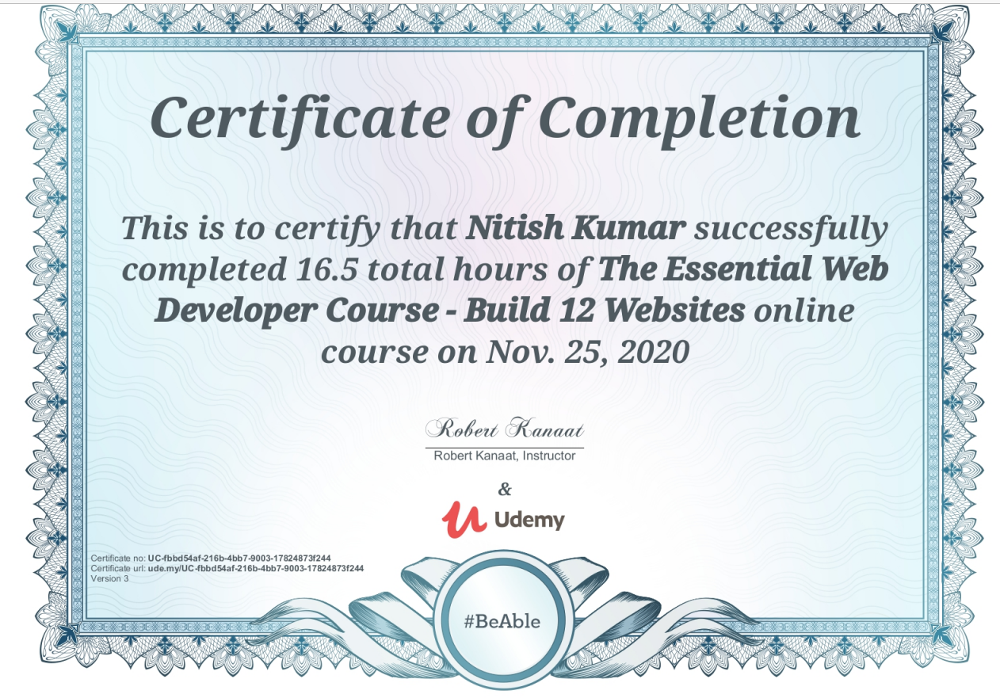 Certificate of Completion
This is to certify that Nitish Kumar successfully
completed 16.5 total hours of The Essential Web
Developer Course - Build 12 Websites online
course on Nov. 25, 2020
Robert Kanaat
Robert Kanaat, Instructor
&
Udemy
Certificate no: UC-fbbd54af-216b-4bb7-9003-17824873f244
Certificate url: ude.my/UC-fbbd54af-216b-4bb7-9003-17824873f244
Version 3
#BeAble